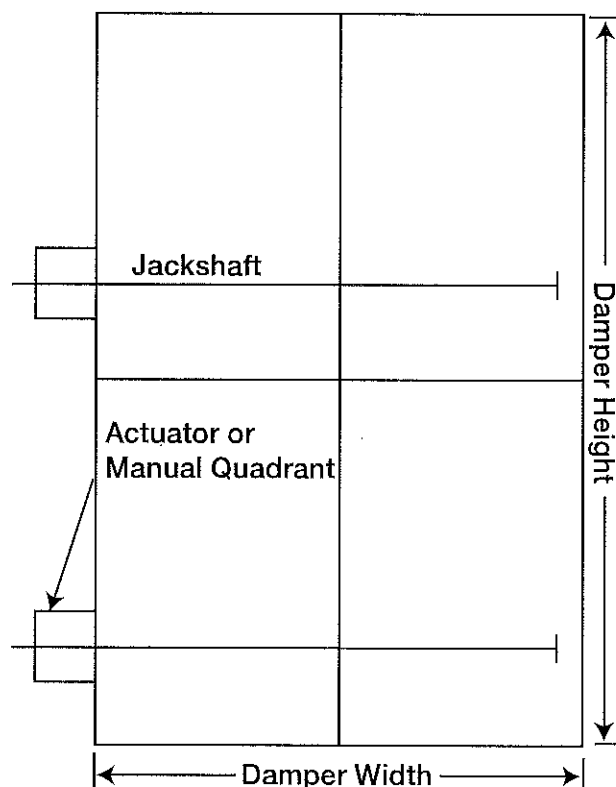 Jackshaft
Actuator or
Manual Quadrant
Damper Height
Damper Width